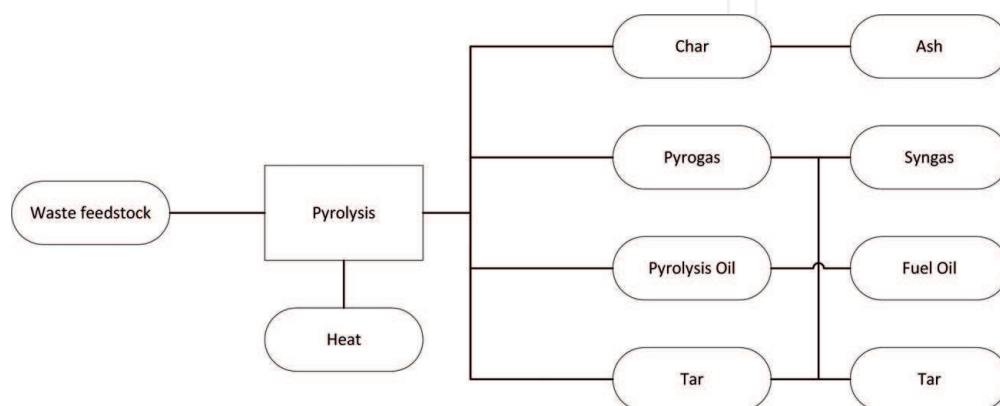 Char
Ash
Pyrogas
Syngas
Waste feedstock
Pyrolysis
Pyrolysis Oil
Fuel Oil
Heat
Tar
Tar